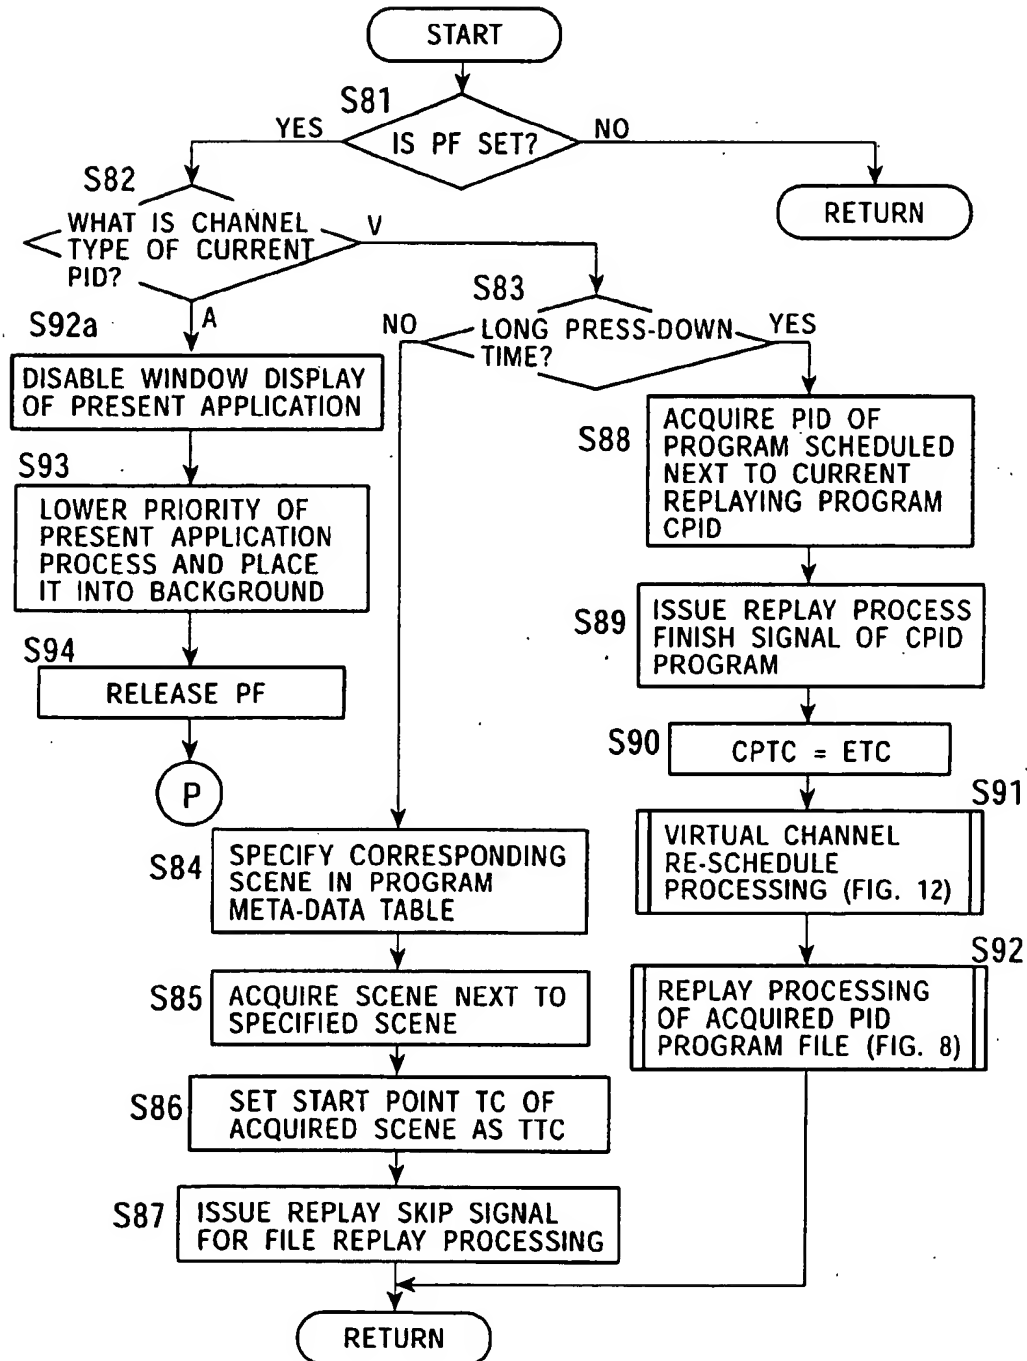 START
S81
YES
IS PF SET?
NO
RETURN
S82
WHAT IS CHANNEL
TYPE OF CURRENT
PID?
V
A
S83
NO
LONG PRESS-DOWN
TIME?
YES
S92a
DISABLE WINDOW DISPLAY
OF PRESENT APPLICATION
S93
LOWER PRIORITY OF
PRESENT APPLICATION
PROCESS AND PLACE
IT INTO BACKGROUND
S94
RELEASE PF
P
S88
ACQUIRE PID OF
PROGRAM SCHEDULED
NEXT TO CURRENT
REPLAYING PROGRAM
CPID
S89
ISSUE REPLAY PROCESS
FINISH SIGNAL OF CPID
PROGRAM
S90
CPTC = ETC
S91
VIRTUAL CHANNEL
RE-SCHEDULE
PROCESSING (FIG. 12)
S92
REPLAY PROCESSING
OF ACQUIRED PID
PROGRAM FILE (FIG. 8)
S84
SPECIFY CORRESPONDING
SCENE IN PROGRAM
META-DATA TABLE
S85
ACQUIRE SCENE NEXT TO
SPECIFIED SCENE
S86
SET START POINT TC OF
ACQUIRED SCENE AS TTC
S87
ISSUE REPLAY SKIP SIGNAL
FOR FILE REPLAY PROCESSING
RETURN